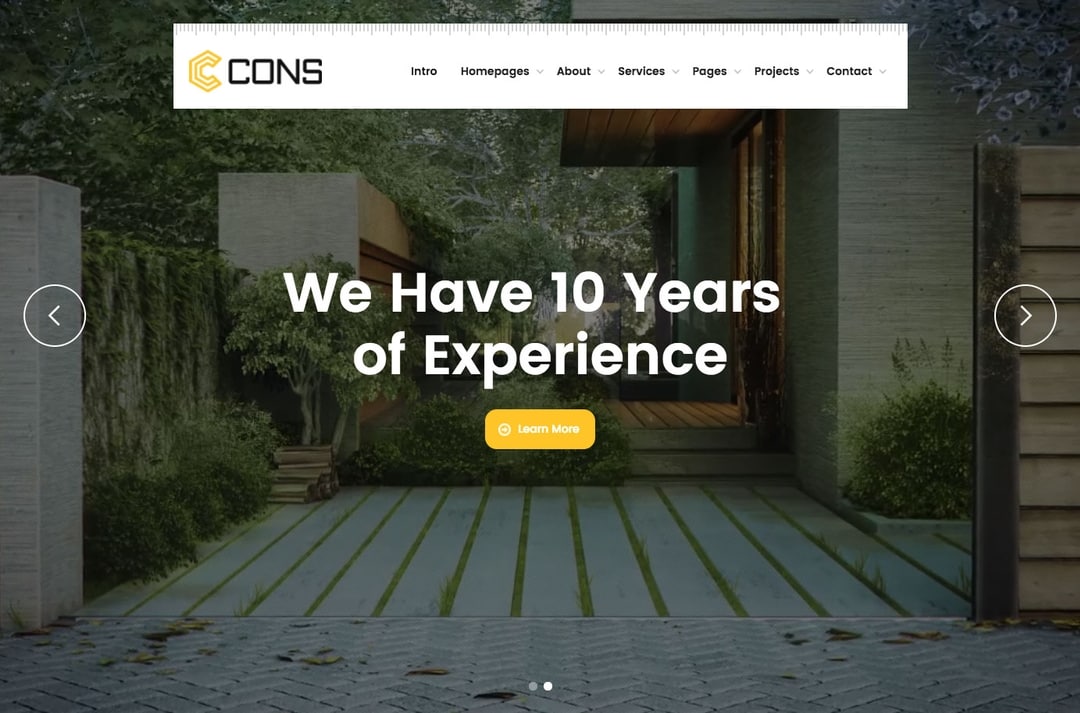 CONS
Intro Homepages About Services Pages Projects Contact
We Have 10 Years
of Experience
Learn More